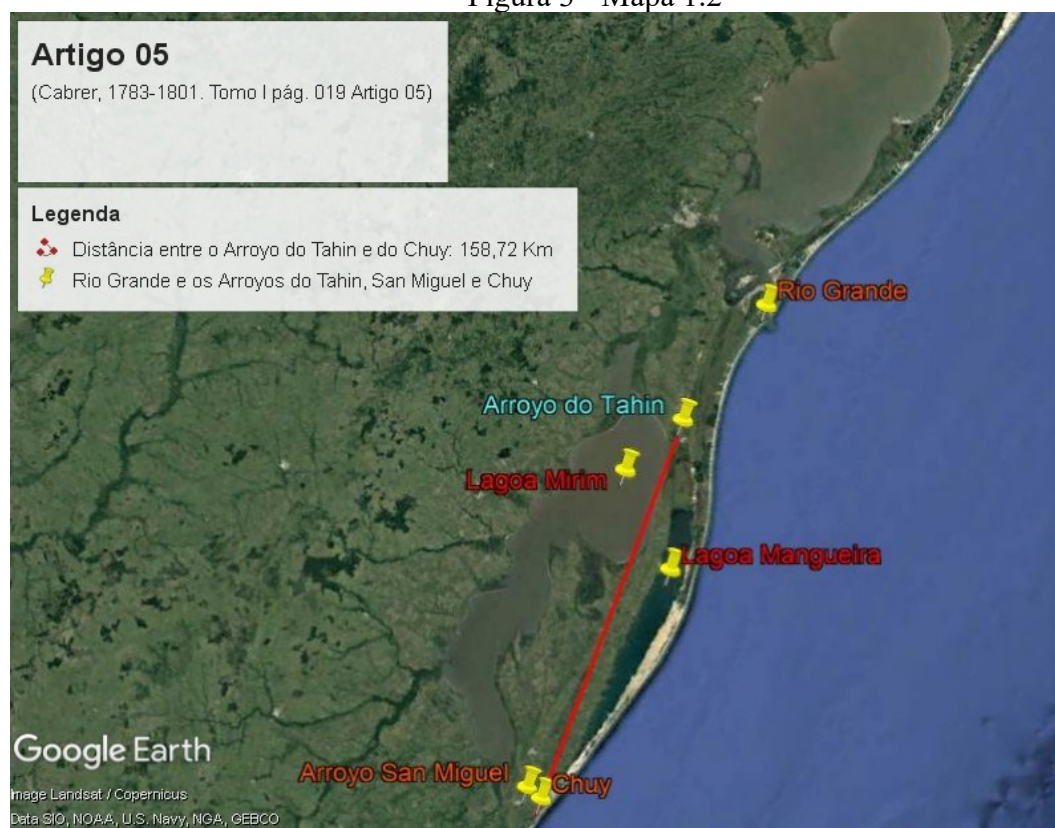 Figura 5 - Mapa 1.2
Artigo 05
(Cabrer, 1783-1801. Tomo I pág. 019 Artigo 05)
Legenda
Distância entre o Arroyo do Tahin e do Chuy: 158,72 Km
Rio Grande e os Arroyos do Tahin, San Miguel e Chuy
Rio Grande
Arroyo do Tahin
Lagoa Mirim
Lagoa Mangueira
Google Earth
Arroyo San Miguel
Chuy
Image Landsat / Copernicus
Data SIO, NOAA, U.S. Navy, NGA, GEBCO